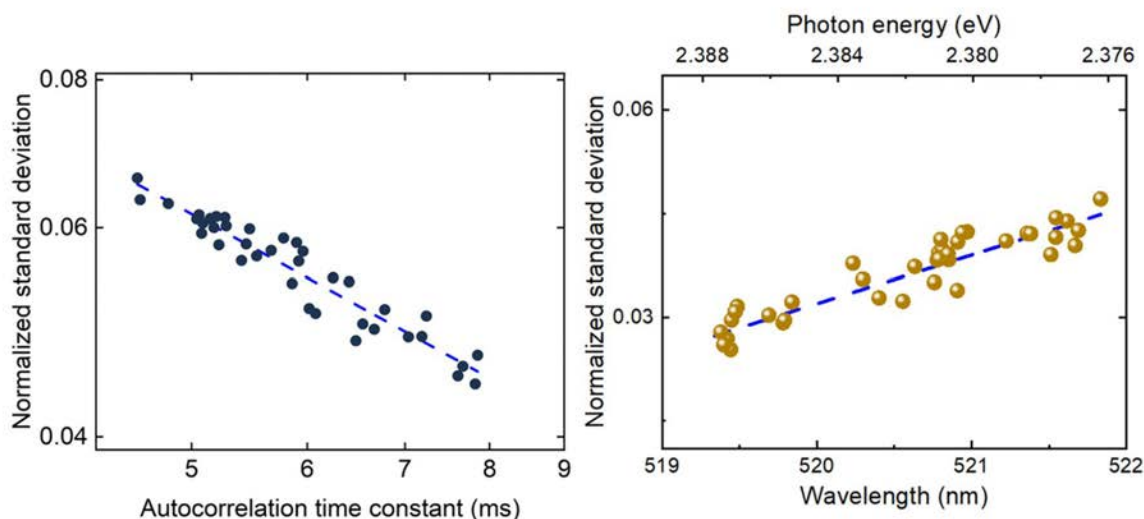 Normalized standard deviation
0.08
0.06
0.04
5 6 7 8 9
Autocorrelation time constant (ms)
Photon energy (eV)
2.388 2.384 2.380 2.376
Normalized standard deviation
0.06
0.03
519 520 521 522
Wavelength (nm)